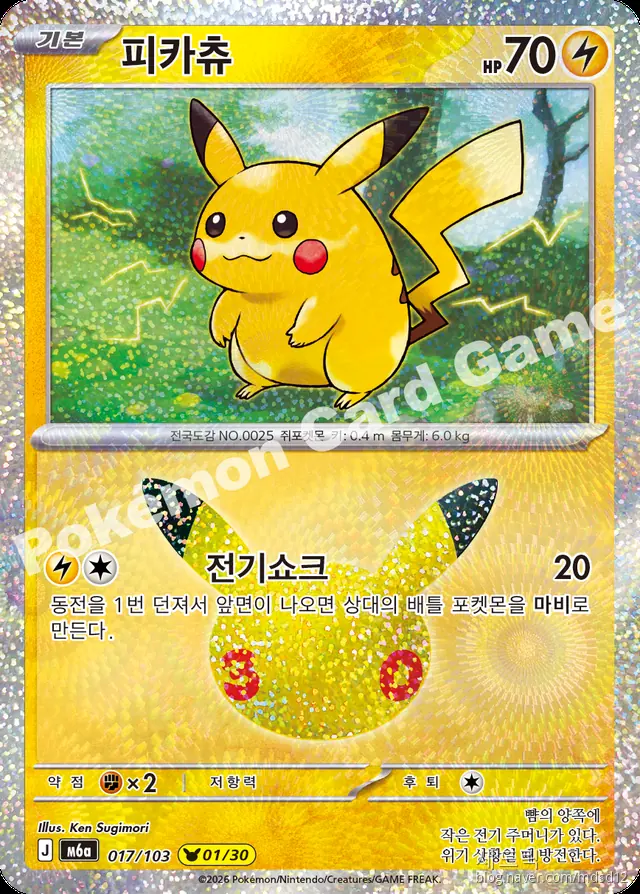 기본
피카츄
HP 70
전국도감 NO.0025 쥐포켓몬 키: 0.4 m 몸무게: 6.0 kg
Pokémon Card Game
전기쇼크 20
동전을 1번 던져서 앞면이 나오면 상대의 배틀 포켓몬을 마비로
만든다.
30
약점 ×2 저항력 후퇴
Illus. Ken Sugimori
J M6a 017/103 01/30
뺨의 양쪽에
작은 전기 주머니가 있다.
위기 상황일 때 방전한다.
©2026 Pokémon/Nintendo/Creatures/GAME FREAK.
blog.naver.com/mdsd12